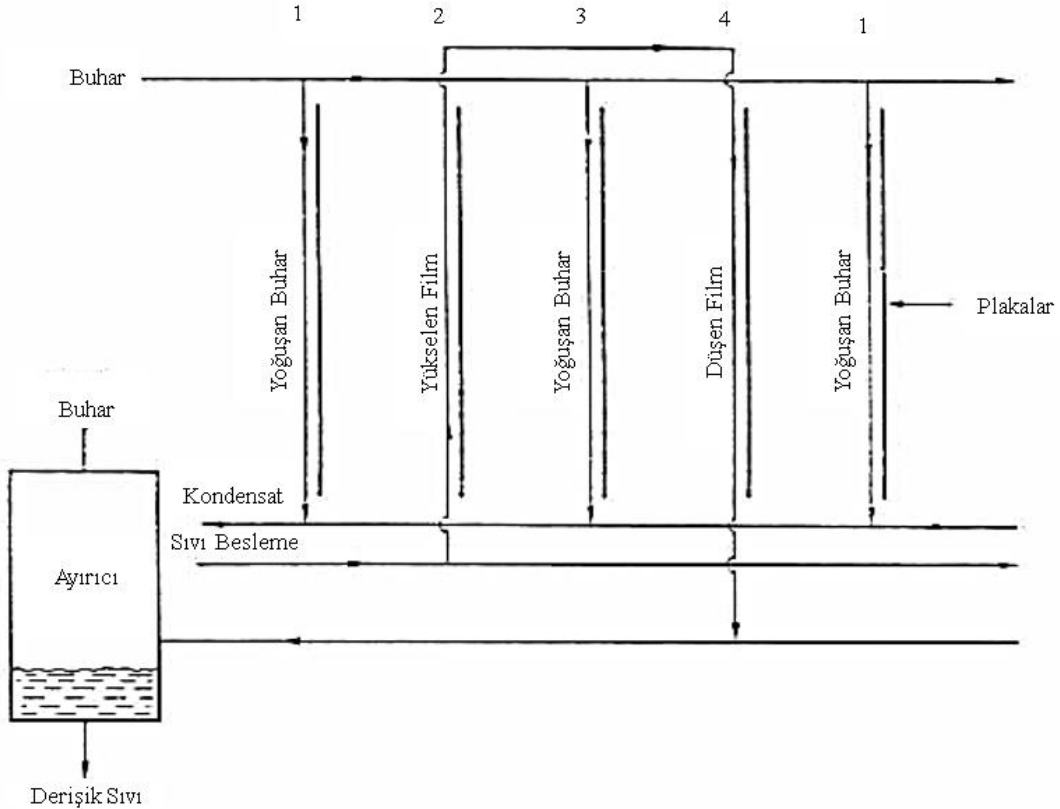 1
2
3
4
1
Buhar
Yoğuşan Buhar
Yükselen Film
Yoğuşan Buhar
Düşen Film
Yoğuşan Buhar
Plakalar
Buhar
Kondensat
Sıvı Besleme
Ayırıcı
Derişik Sıvı